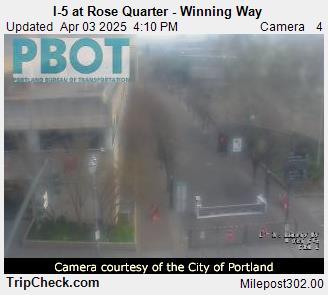 I-5 at Rose Quarter - Winning Way
Updated Apr 03 2025 4:10 PM Camera 4
PBOT
PORTLAND BUREAU OF TRANSPORTATION
Camera courtesy of the City of Portland
TripCheck.com Milepost302.00